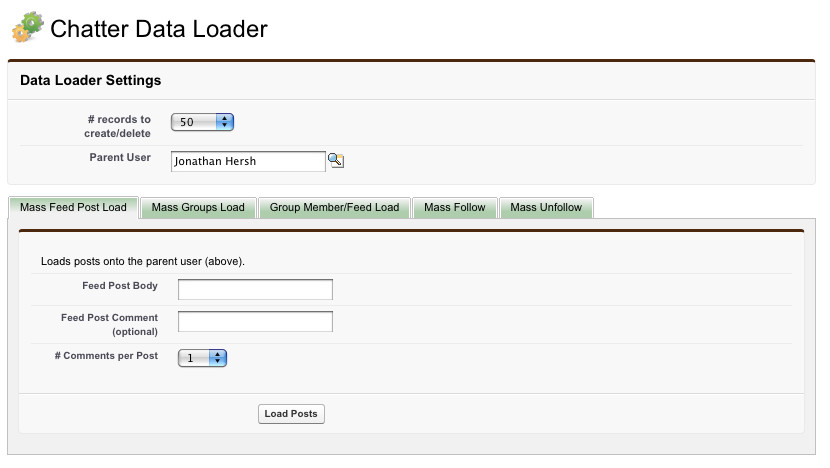 Chatter Data Loader
Data Loader Settings
# records to
create/delete
50
Parent User
Jonathan Hersh
Mass Feed Post Load
Mass Groups Load
Group Member/Feed Load
Mass Follow
Mass Unfollow
Loads posts onto the parent user (above).
Feed Post Body
Feed Post Comment
(optional)
# Comments per Post
1
Load Posts